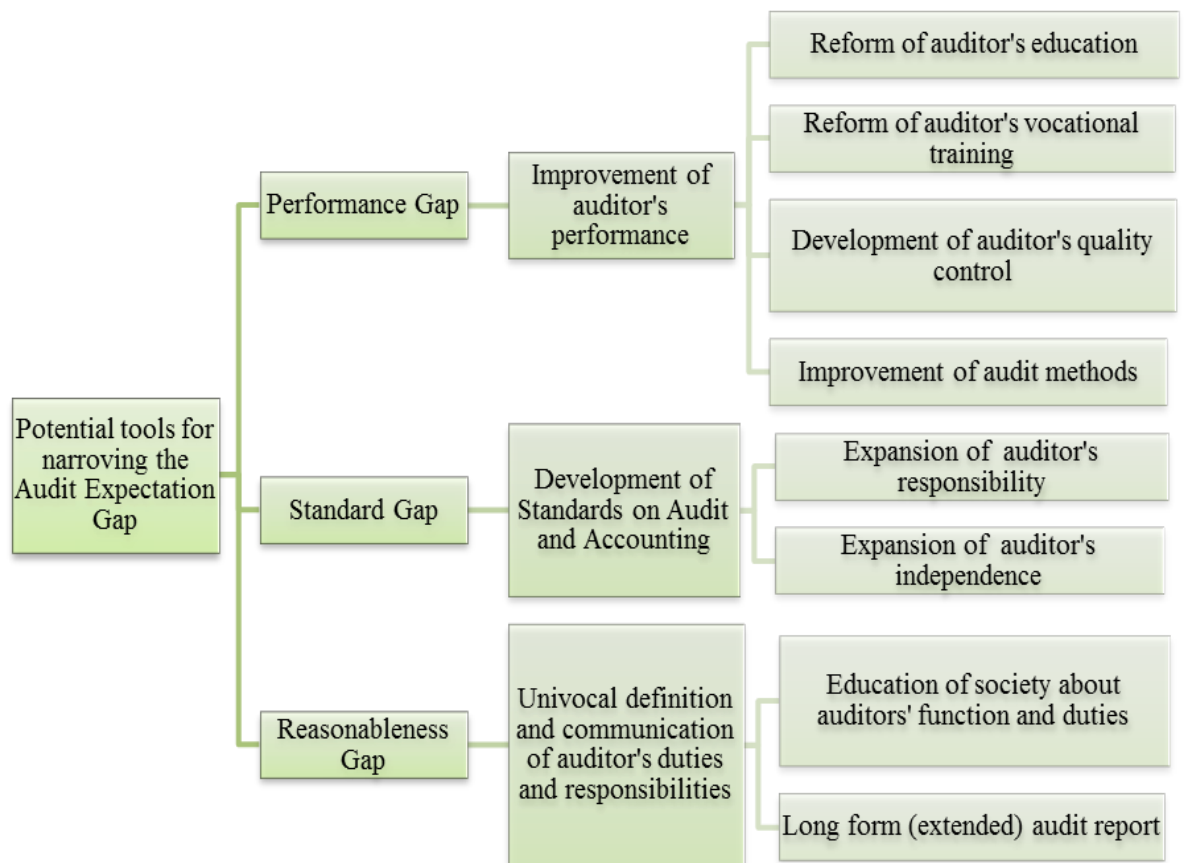 Potential tools for
narroving the
Audit Expectation
Gap
Performance Gap
Improvement of
auditor's
performance
Reform of auditor's education
Reform of auditor's vocational
training
Development of auditor's quality
control
Improvement of audit methods
Standard Gap
Development of
Standards on Audit
and Accounting
Expansion of auditor's
responsibility
Expansion of auditor's
independence
Reasonableness
Gap
Univocal definition
and communication
of auditor's duties
and responsibilities
Education of society about
auditors' function and duties
Long form (extended) audit report